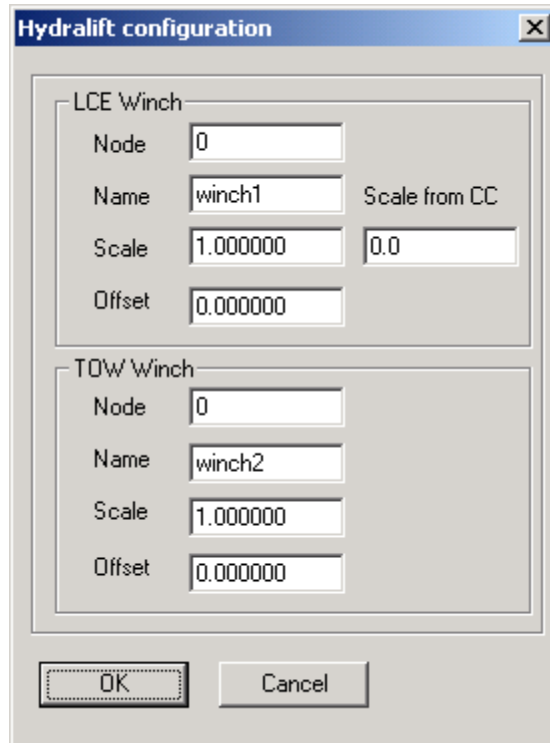 Hydralift configuration
LCE Winch
Node 0
Name winch1 Scale from CC
Scale 1.000000 0.0
Offset 0.000000
TOW Winch
Node 0
Name winch2
Scale 1.000000
Offset 0.000000
OK Cancel